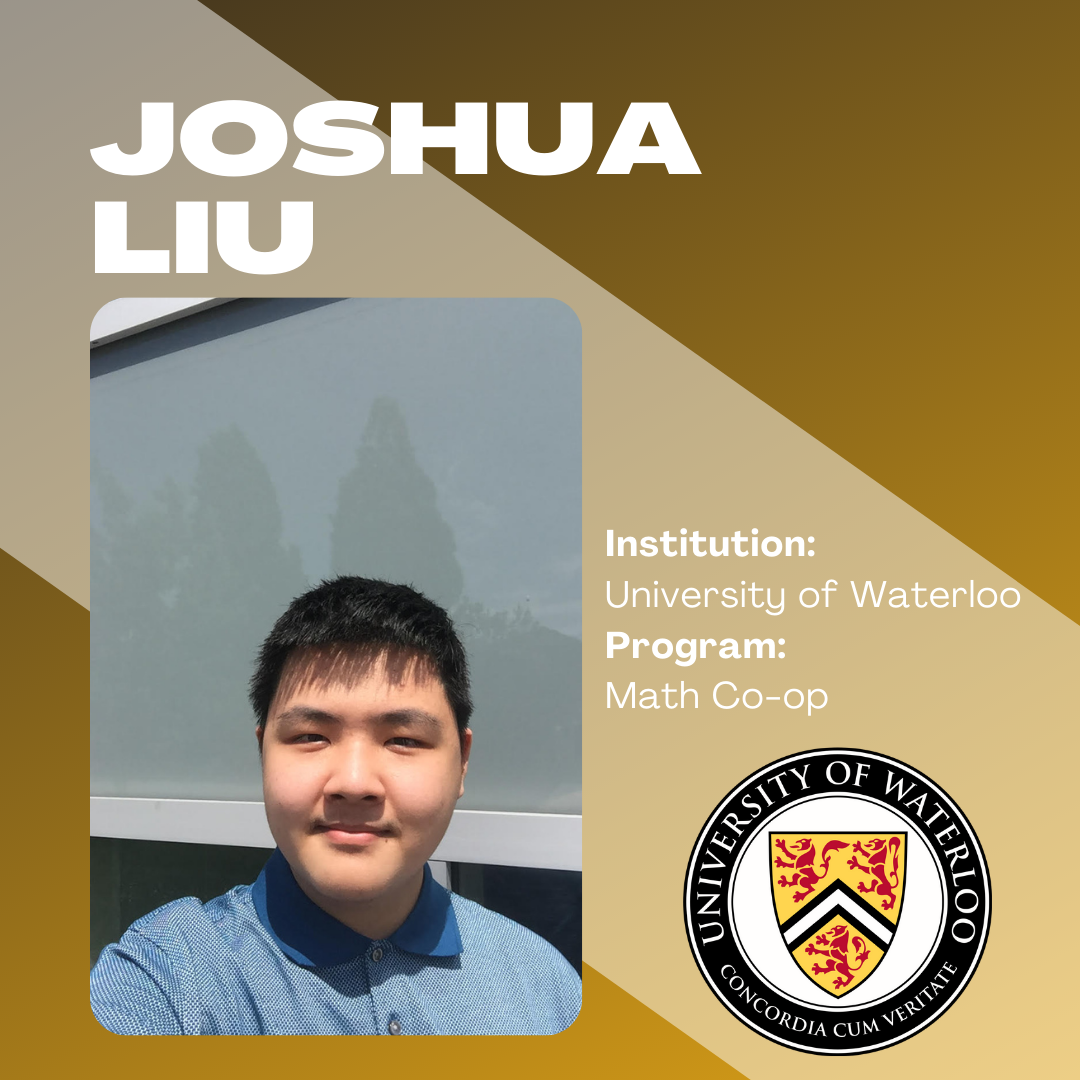 JOSHUA
LIU
Institution:
University of Waterloo
Program:
Math Co-op
UNIVERSITY OF WATERLOO
CONCORDIA CUM VERITATE